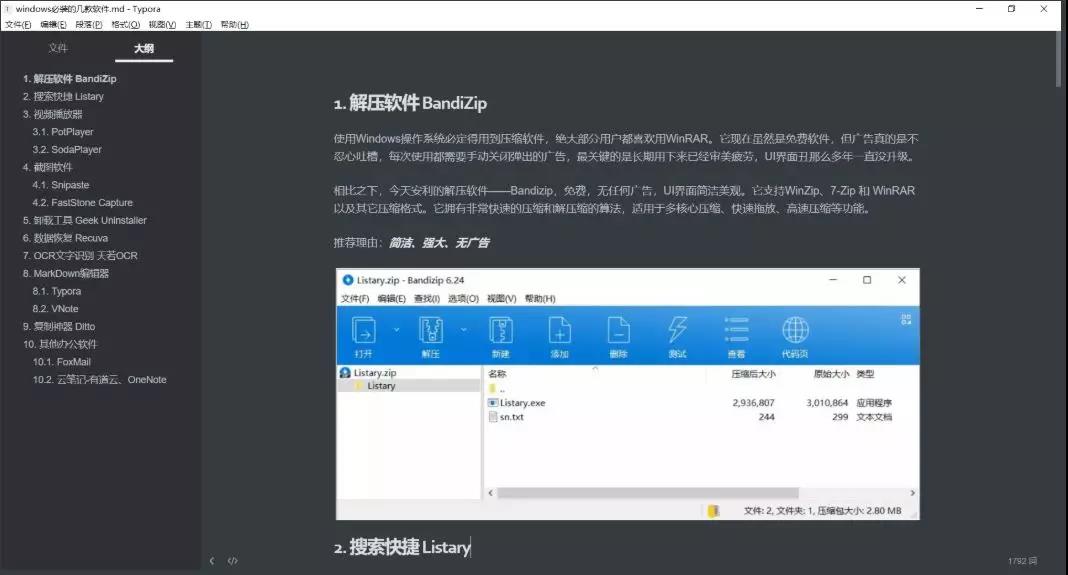 windows必装的几款软件.md - Typora
文件(F) 编辑(E) 段落(P) 格式(O) 视图(V) 主题(T) 帮助(H)
文件 大纲
1. 解压软件 BandiZip
2. 搜索快捷 Listary
3. 视频播放器
3.1. PotPlayer
3.2. SodaPlayer
4. 截图软件
4.1. Snipaste
4.2. FastStone Capture
5. 卸载工具 Geek Uninstaller
6. 数据恢复 Recuva
7. OCR文字识别 天若OCR
8. MarkDown编辑器
8.1. Typora
8.2. VNote
9. 复制神器 Ditto
10. 其他办公软件
10.1. FoxMail
10.2. 云笔记-有道云、OneNote
1. 解压软件 BandiZip
使用Windows操作系统必定得用到压缩软件，绝大部分用户都喜欢用WinRAR。它现在虽然是免费软件，但广告真的是不
忍心吐槽，每次使用都需要手动关闭弹出的广告，最关键的是长期用下来已经审美疲劳，UI界面丑那么多年一直没升级。
相比之下，今天安利的解压软件——Bandizip，免费，无任何广告，UI界面简洁美观。它支持WinZip、7-Zip 和 WinRAR
以及其它压缩格式。它拥有非常快速的压缩和解压缩的算法，适用于多核心压缩、快速拖放、高速压缩等功能。
推荐理由：简洁、强大、无广告
Listary.zip - Bandizip 6.24
文件(F) 编辑(E) 查找(I) 选项(O) 视图(V) 帮助(H)
打开 解压 新建 添加 删除 测试 查看 代码页
Listary.zip
Listary
名称 压缩后大小 原始大小 类型
..
Listary.exe 2,936,807 3,010,864 应用程序
sn.txt 244 299 文本文档
文件: 2, 文件夹: 1, 压缩包大小: 2.80 MB
2. 搜索快捷 Listary
1792 词